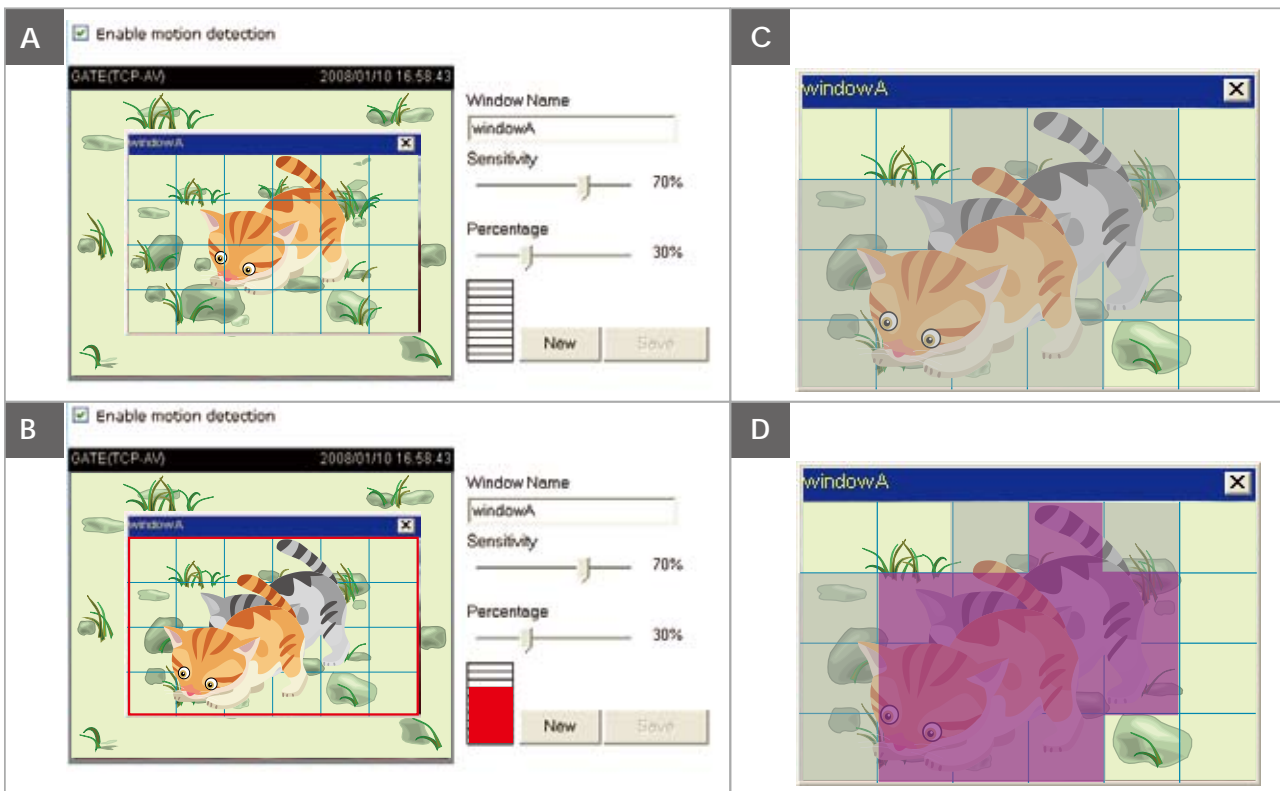 A
Enable motion detection
GATE(TCP-AV) 2008/01/10 16:58:43
windowA
Window Name
windowA
Sensitivity
70%
Percentage
30%
New Save
B
Enable motion detection
GATE(TCP-AV) 2008/01/10 16:58:43
windowA
Window Name
windowA
Sensitivity
70%
Percentage
30%
New Save
C
windowA
D
windowA